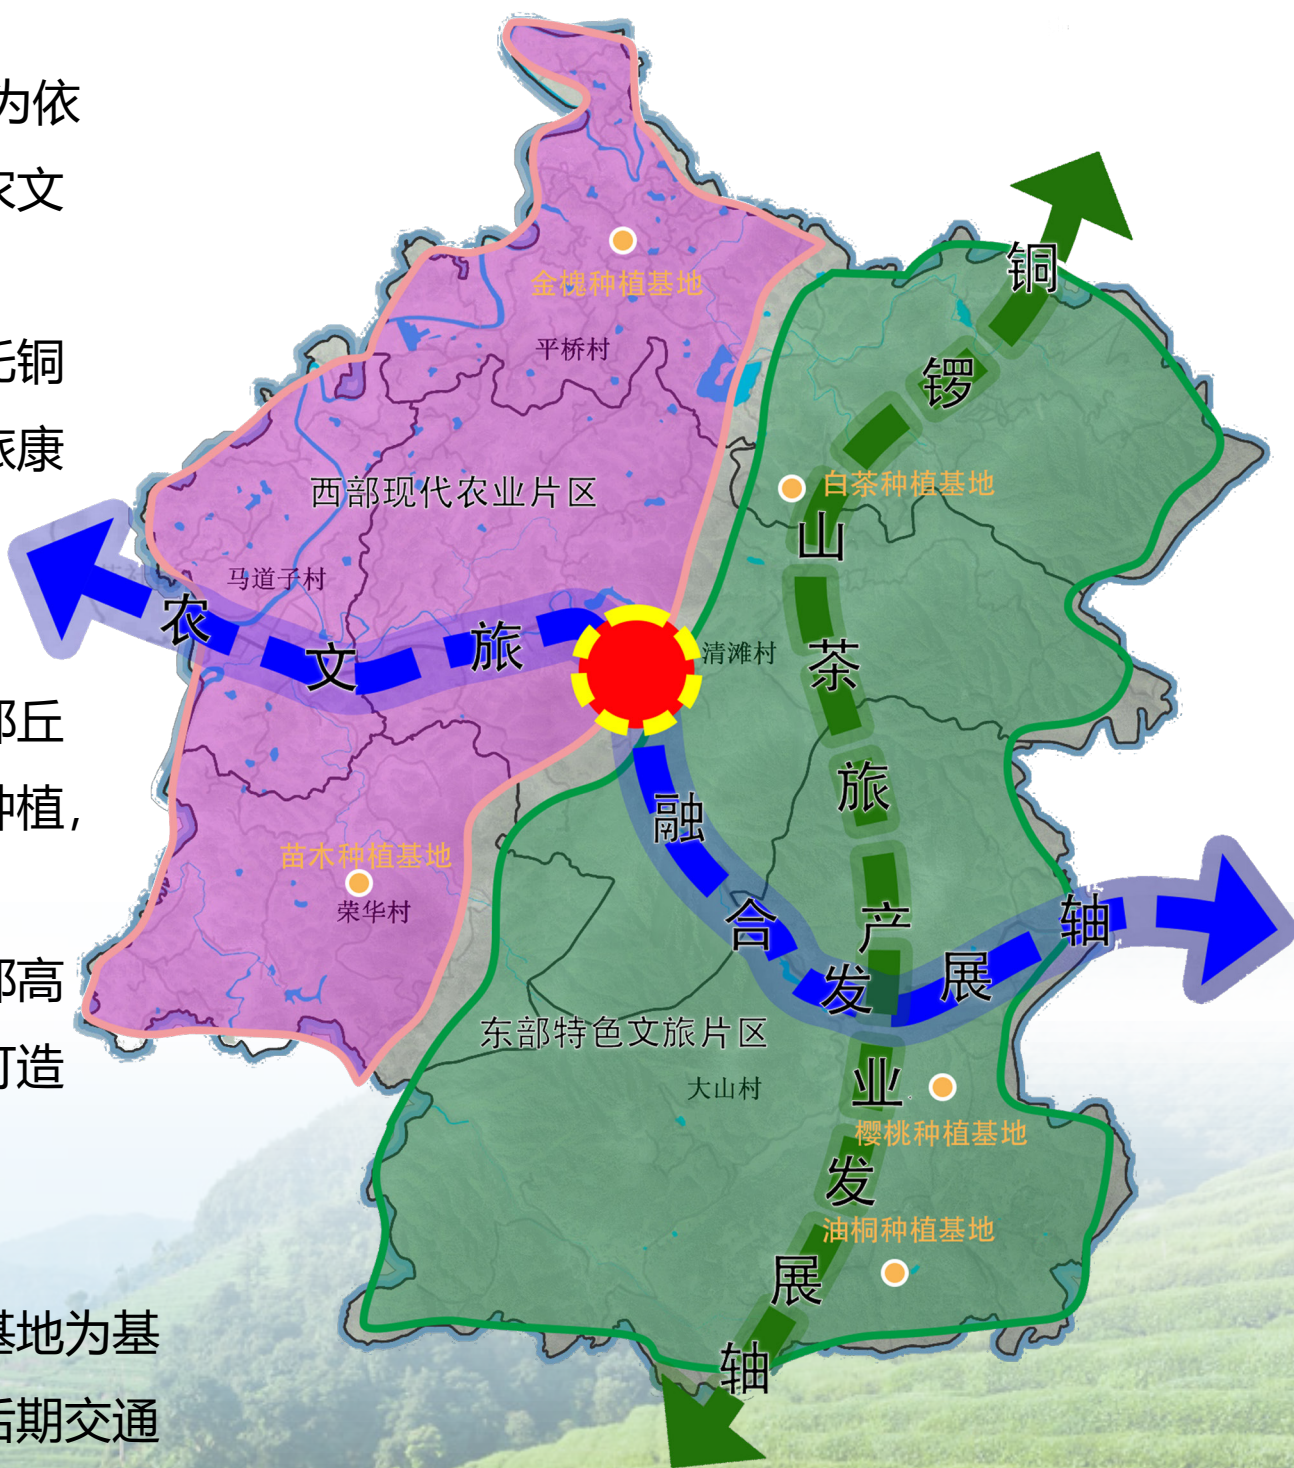 为依
家文
托铜
旅康
部丘
种植，
部高
打造
基地为基
后期交通
金槐种植基地
平桥村
西部现代农业片区
马道子村
农文旅融合发展轴
铜锣山茶旅产业发展轴
白茶种植基地
清滩村
苗木种植基地
荣华村
东部特色文旅片区
大山村
樱桃种植基地
油桐种植基地